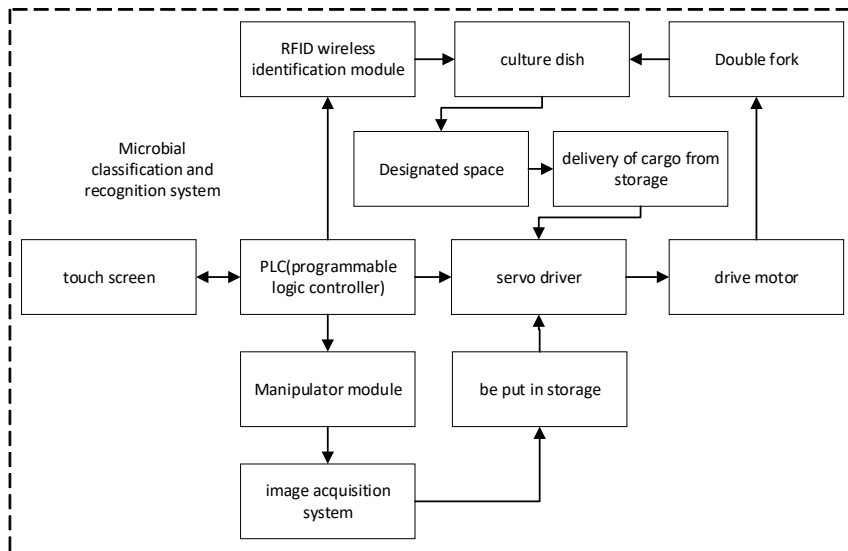 RFID wireless
identification module
culture dish
Double fork
Microbial
classification and
recognition system
Designated space
delivery of cargo from
storage
touch screen
PLC(programmable
logic controller)
servo driver
drive motor
Manipulator module
be put in storage
image acquisition
system